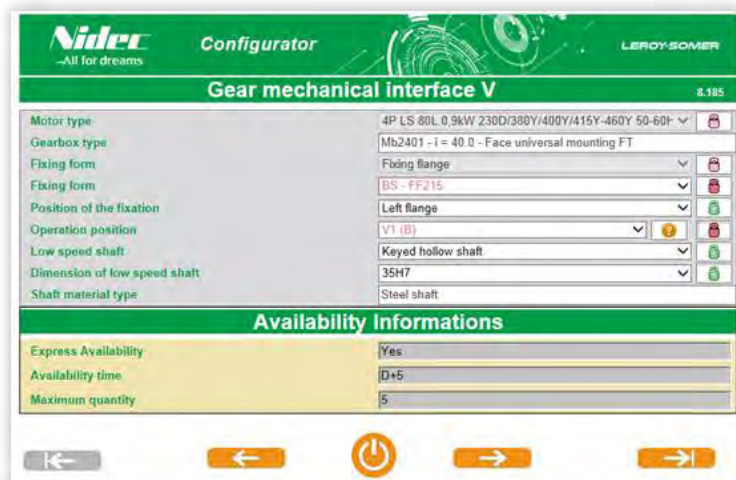 Nidec
All for dreams
Configurator
LEROY-SOMER
Gear mechanical interface V
8.185
Motor type 4P LS 80L 0,9kW 230D/380Y/400Y/415Y-460Y 50-60H
Gearbox type Mb2401 - i = 40.0 - Face universal mounting FT
Fixing form Fixing flange
Fixing form BS - FF215
Position of the fixation Left flange
Operation position V1 (B) ?
Low speed shaft Keyed hollow shaft
Dimension of low speed shaft 35H7
Shaft material type Steel shaft
Availability Informations
Express Availability Yes
Availability time D+5
Maximum quantity 5